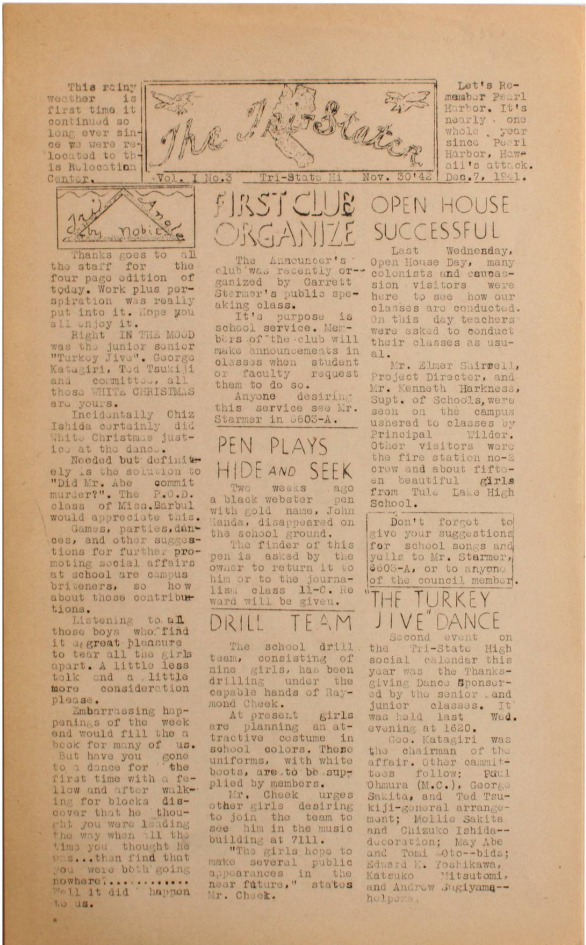 This rainy
weather is
first time it
continued so
long ever sin-
ce we were re-
located to th-
is Relocation
Center.
The Tri-Stater
Vol. I No.3 Tri-State Hi Nov. 30'42
Let's Re-
member Pearl
Harbor. It's
nearly one
whole year
since Pearl
Harbor, Haw-
aii's attack.
Dec.7, 1941.
Tri Angle
by Nobie
Thanks goes to all
the staff for the
four page edition of
today. Work plus per-
spiration was really
put into it. Hope you
all enjoy it.
Right IN THE MOOD
was the junior senior
"Turkey Jive". George
Katagiri, Ted Tsukiji
and committee, all
those WHITE CHRISTMAS
are yours.
Incidentally Chiz
Ishida certainly did
White Christmas just-
ice at the dance.
Needed but definit-
ely is the solution to
"Did Mr. Abe commit
murder?". The P.O.D.
class of Miss.Barbul
would appreciate this.
Games, parties,dan-
ces, and other sugges-
tions for further pro-
moting social affairs
at school are campus
briteners, so how
about those contribu-
tions.
Listening to all
those boys who find
it a great pleasure
to tear all the girls
apart. A little less
talk and a little
more consideration
please.
Embarrassing hap-
penings of the week
end would fill the a
book for many of us.
But have you gone
to a dance for the
first time with a fe-
llow and after walk-
ing for blocks dis-
cover that he thou-
ght you were leading
the way when all the
time you thought he
was...then find that
you were both going
nowhere?
Well it did happen
to us.
FIRST CLUB
ORGANIZE
The Announcer's
club was recently or-
ganized by Garrett
Starmer's public spe-
aking class.
It's purpose is
school service. Mem-
bers of the club will
make announcements in
classes when student
or faculty request
them to do so.
Anyone desiring
this service see Mr.
Starmer in 6603-A.
PEN PLAYS
HIDE AND SEEK
Two weeks ago
a black webster pen
with gold name, John
Handa, disappeared on
the school ground.
The finder of this
pen is asked by the
owner to return it to
him or to the journa-
lism class 11-C. Re
ward will be given.
DRILL TEAM
The school drill
team, consisting of
nine girls, has been
drilling under the
capable hands of Ray-
mond Cheek.
At present girls
are planning an at-
tractive costume in
school colors. These
uniforms, with white
boots, are to be sup-
plied by members.
Mr. Cheek urges
other girls desiring
to join the team to
see him in the music
building at 7111.
"The girls hope to
make several public
appearances in the
near future," states
Mr. Cheek.
OPEN HOUSE
SUCCESSFUL
Last Wednesday,
Open House Day, many
colonists and caucas-
sion visitors were
here to see how our
classes are conducted.
On this day teachers
were asked to conduct
their classes as usu-
al.
Mr. Elmer Shirrell,
Project Director, and
Mr. Kenneth Harkness,
Supt. of Schools,were
seen on the campus
ushered to classes by
Principal Wilder.
Other visitors were
the fire station no-2
crew and about fifte-
en beautiful girls
from Tule Lake High
School.
Don't forget to
give your suggestions
for school songs and
yells to Mr. Starmer,
6603-A, or to anyone
of the council member.
"THE TURKEY
JIVE" DANCE
Second event on
the Tri-State High
social calendar this
year was the Thanks-
giving Dance Sponser-
ed by the senior and
junior classes. It
was held last Wed.
evening at 1620.
Geo. Katagiri was
the chairman of the
affair. Other commit-
tees follow: Paul
Ohmura (M.C.), George
Sakita, and Ted Tsu-
kiji-general arrange-
ment; Mollie Sakita
and Chizuko Ishida--
decoration; May Abe
and Tomi Oto--bids;
Edward K. Yoshikawa,
Katsuko Mitsutomi,
and Andrew Sugiyama--
helpers.